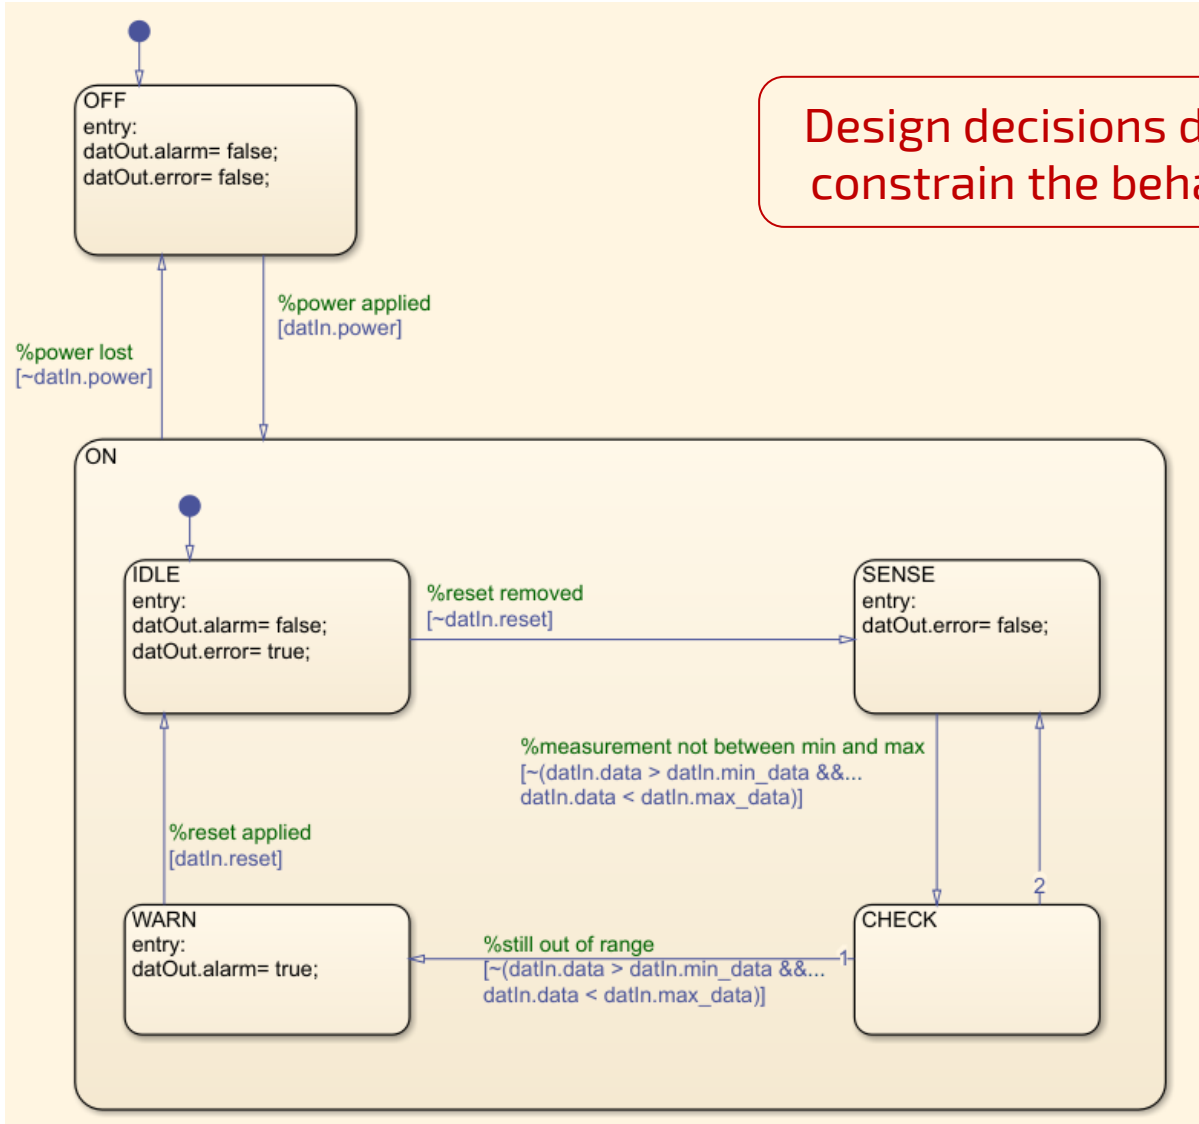 OFF
entry:
datOut.alarm= false;
datOut.error= false;
Design decisions
constrain the
%power applied
[datIn.power]
%power lost
[~datIn.power]
ON
IDLE
entry:
datOut.alarm= false;
datOut.error= true;
%reset removed
[~datIn.reset]
SENSE
entry:
datOut.error= false;
%measurement not between min and max
[~(datIn.data > datIn.min_data &&...
datIn.data < datIn.max_data)]
%reset applied
[datIn.reset]
2
WARN
entry:
datOut.alarm= true;
%still out of range
[~(datIn.data > datIn.min_data &&...
datIn.data < datIn.max_data)]
1
CHECK